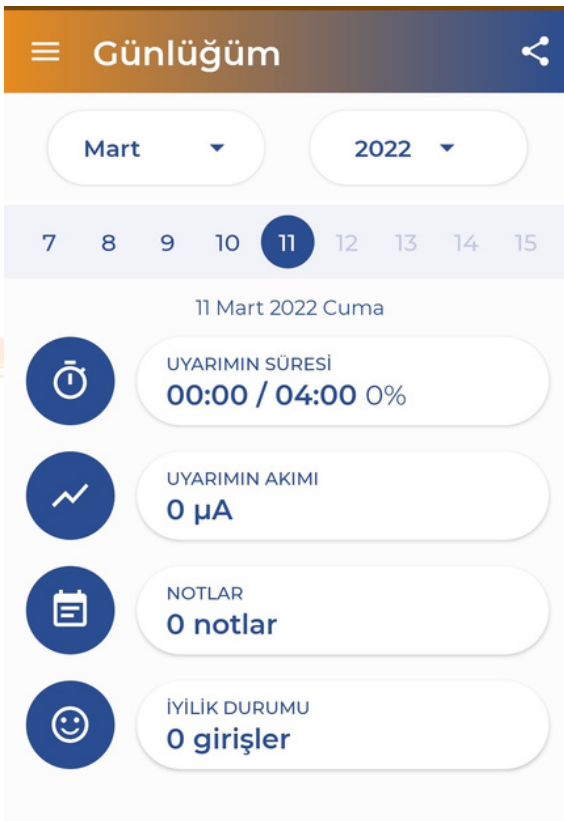 Günlüğüm
Mart 2022
7 8 9 10 11 12 13 14 15
11 Mart 2022 Cuma
UYARIMIN SÜRESİ
00:00 / 04:00 0%
UYARIMIN AKIMI
0 µA
NOTLAR
0 notlar
İYİLİK DURUMU
0 girişler